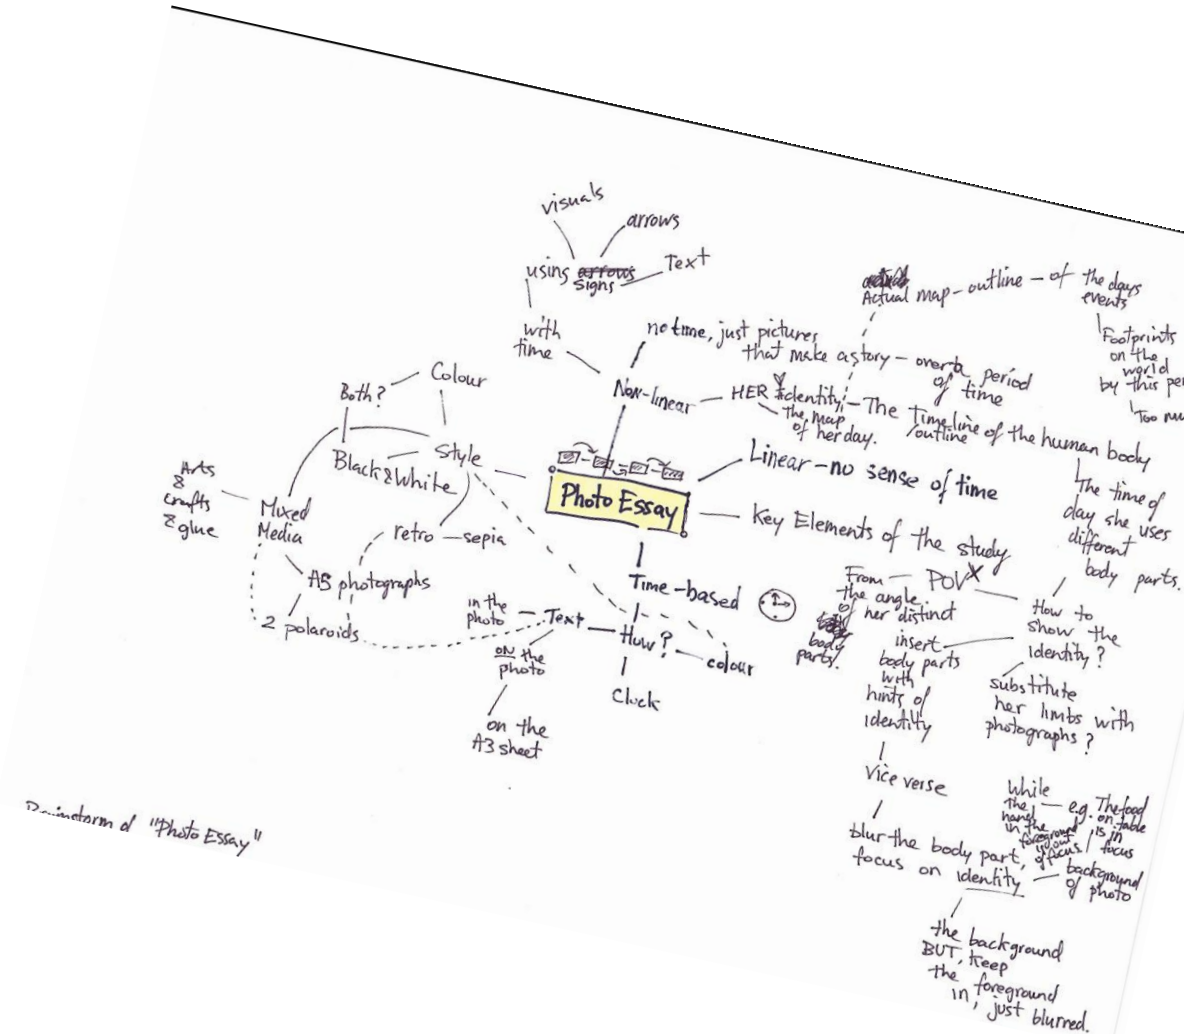 visuals
arrows
using arrows
signs
Text
with
time
no time, just pictures
that make a story - over a period
of time
Actual map - outline - of the days
events
Footprints
on the
world
by this
Too
Non-linear
HER identity
the map
of her day.
The Timeline of the human body
outline
The time of
day she uses
different
body parts.
Linear - no sense of time
Photo Essay
Key Elements of the study
Colour
Both?
Style
Black & White
Arts
&
crafts
& glue
Mixed
Media
retro - sepia
A5 photographs
2 polaroids
Time-based
How?
Text
in the
photo
ON the
photo
on the
A3 sheet
colour
Clock
POV
From
the angle
of her distinct
body
parts.
How to
show the
identity?
insert
body parts
with
hints of
identity
substitute
her limbs with
photographs?
Vice verse
blur the body part,
focus on identity
While
The
hand
in the
foreground
is out
of focus
e.g. The food
on table
is in
focus
background
of photo
the background
BUT, keep
the foreground
in, just blurred.
Brainstorm of "Photo Essay"